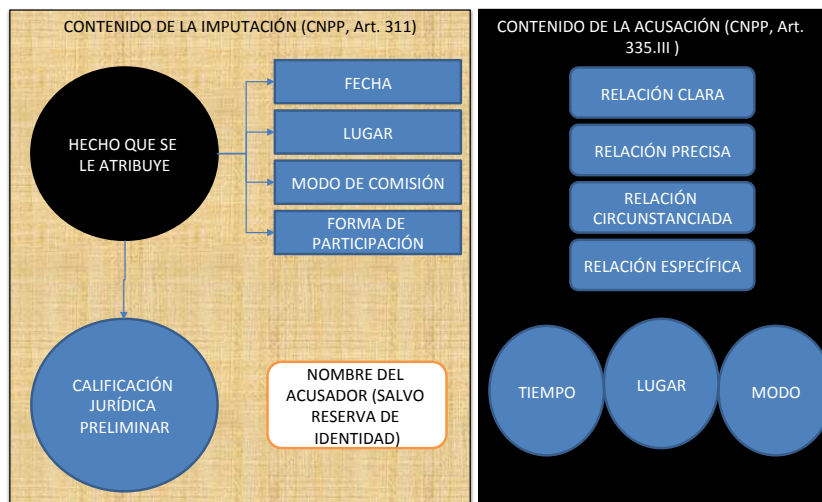 CONTENIDO DE LA IMPUTACIÓN (CNPP, Art. 311)
HECHO QUE SE
LE ATRIBUYE
FECHA
LUGAR
MODO DE COMISIÓN
FORMA DE
PARTICIPACIÓN
CALIFICACIÓN
JURÍDICA
PRELIMINAR
NOMBRE DEL
ACUSADOR (SALVO
RESERVA DE
IDENTIDAD)
CONTENIDO DE LA ACUSACIÓN (CNPP, Art.
335.III )
RELACIÓN CLARA
RELACIÓN PRECISA
RELACIÓN
CIRCUNSTANCIADA
RELACIÓN ESPECÍFICA
TIEMPO
LUGAR
MODO